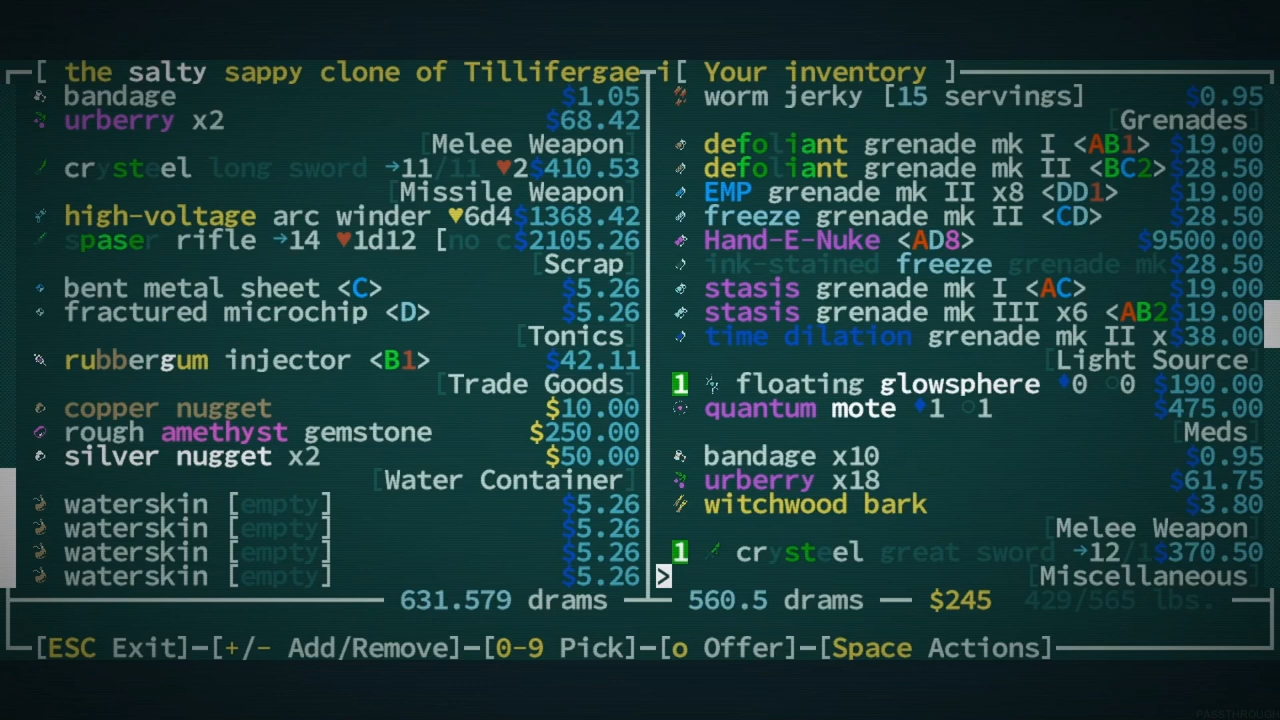 [ the salty sappy clone of Tillifergae i[ Your inventory ]
bandage $1.05
urberry x2 $68.42
[Melee Weapon]
crysteel long sword →11/11 ♥2$410.53
[Missile Weapon]
high-voltage arc winder ♥6d4$1368.42
spaser rifle →14 ♥1d12 [no c$2105.26
[Scrap]
bent metal sheet <C> $5.26
fractured microchip <D> $5.26
[Tonics]
rubbergum injector <B1> $42.11
[Trade Goods]
copper nugget $10.00
rough amethyst gemstone $250.00
silver nugget x2 $50.00
[Water Container]
waterskin [empty] $5.26
waterskin [empty] $5.26
waterskin [empty] $5.26
waterskin [empty] $5.26
worm jerky [15 servings] $0.95
[Grenades]
defoliant grenade mk I <AB1> $19.00
defoliant grenade mk II <BC2> $28.50
EMP grenade mk II x8 <DD1> $19.00
freeze grenade mk II <CD> $28.50
Hand-E-Nuke <AD8> $9500.00
ink-stained freeze grenade mk$28.50
stasis grenade mk I <AC> $19.00
stasis grenade mk III x6 <AB2$19.00
time dilation grenade mk II x$38.00
[Light Source]
1 floating glowsphere ♦0 ○0 $190.00
quantum mote ♦1 ○1 $475.00
[Meds]
bandage x10 $0.95
urberry x18 $61.75
witchwood bark $3.80
[Melee Weapon]
1 crysteel great sword →12/1$370.50
> [Miscellaneous]
631.579 drams 560.5 drams — $245 429/565 lbs.
[ESC Exit]—[+/- Add/Remove]—[0-9 Pick]—[o Offer]—[Space Actions]